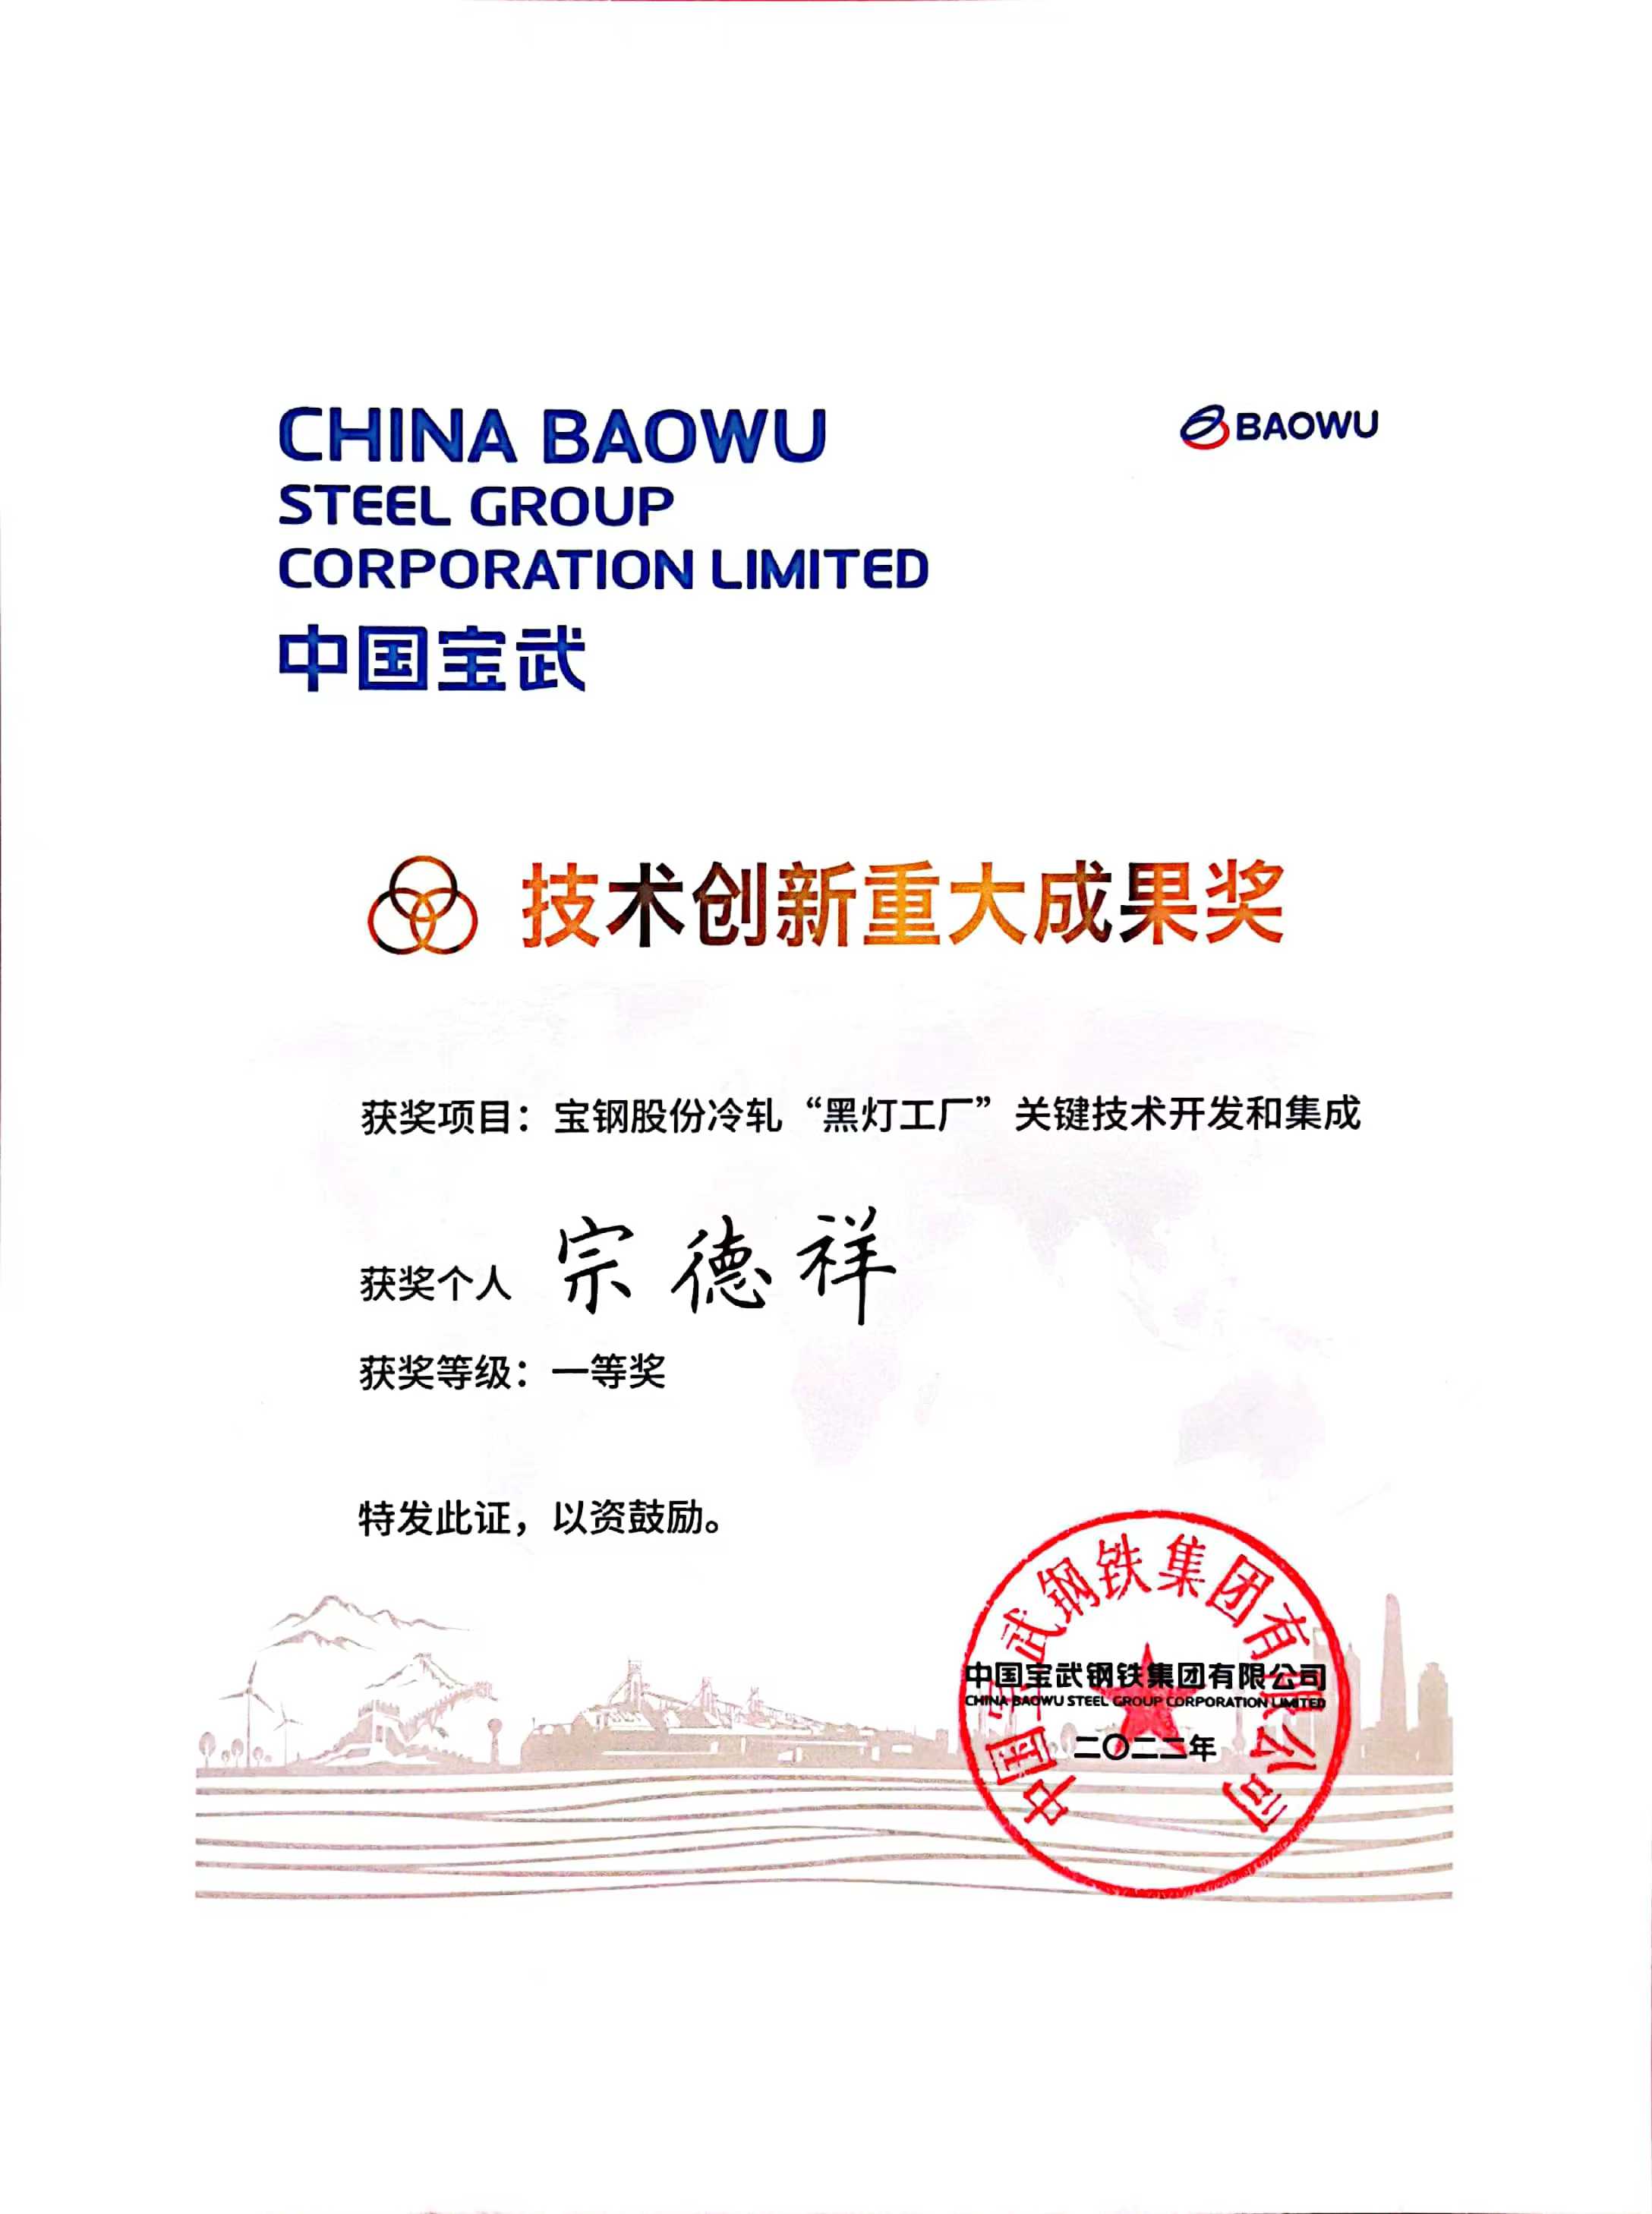 CHINA BAOWU
BAOWU
STEEL GROUP
CORPORATION LIMITED
中国宝武
技术创新重大成果奖
获奖项目：宝钢股份冷轧“黑灯工厂”关键技术开发和集成
获奖个人 宗德祥
获奖等级：一等奖
特发此证，以资鼓励。
中国宝武钢铁集团有限公司
中国宝武钢铁集团有限公司
CHINA BAOWU STEEL GROUP CORPORATION LIMITED
二〇二二年